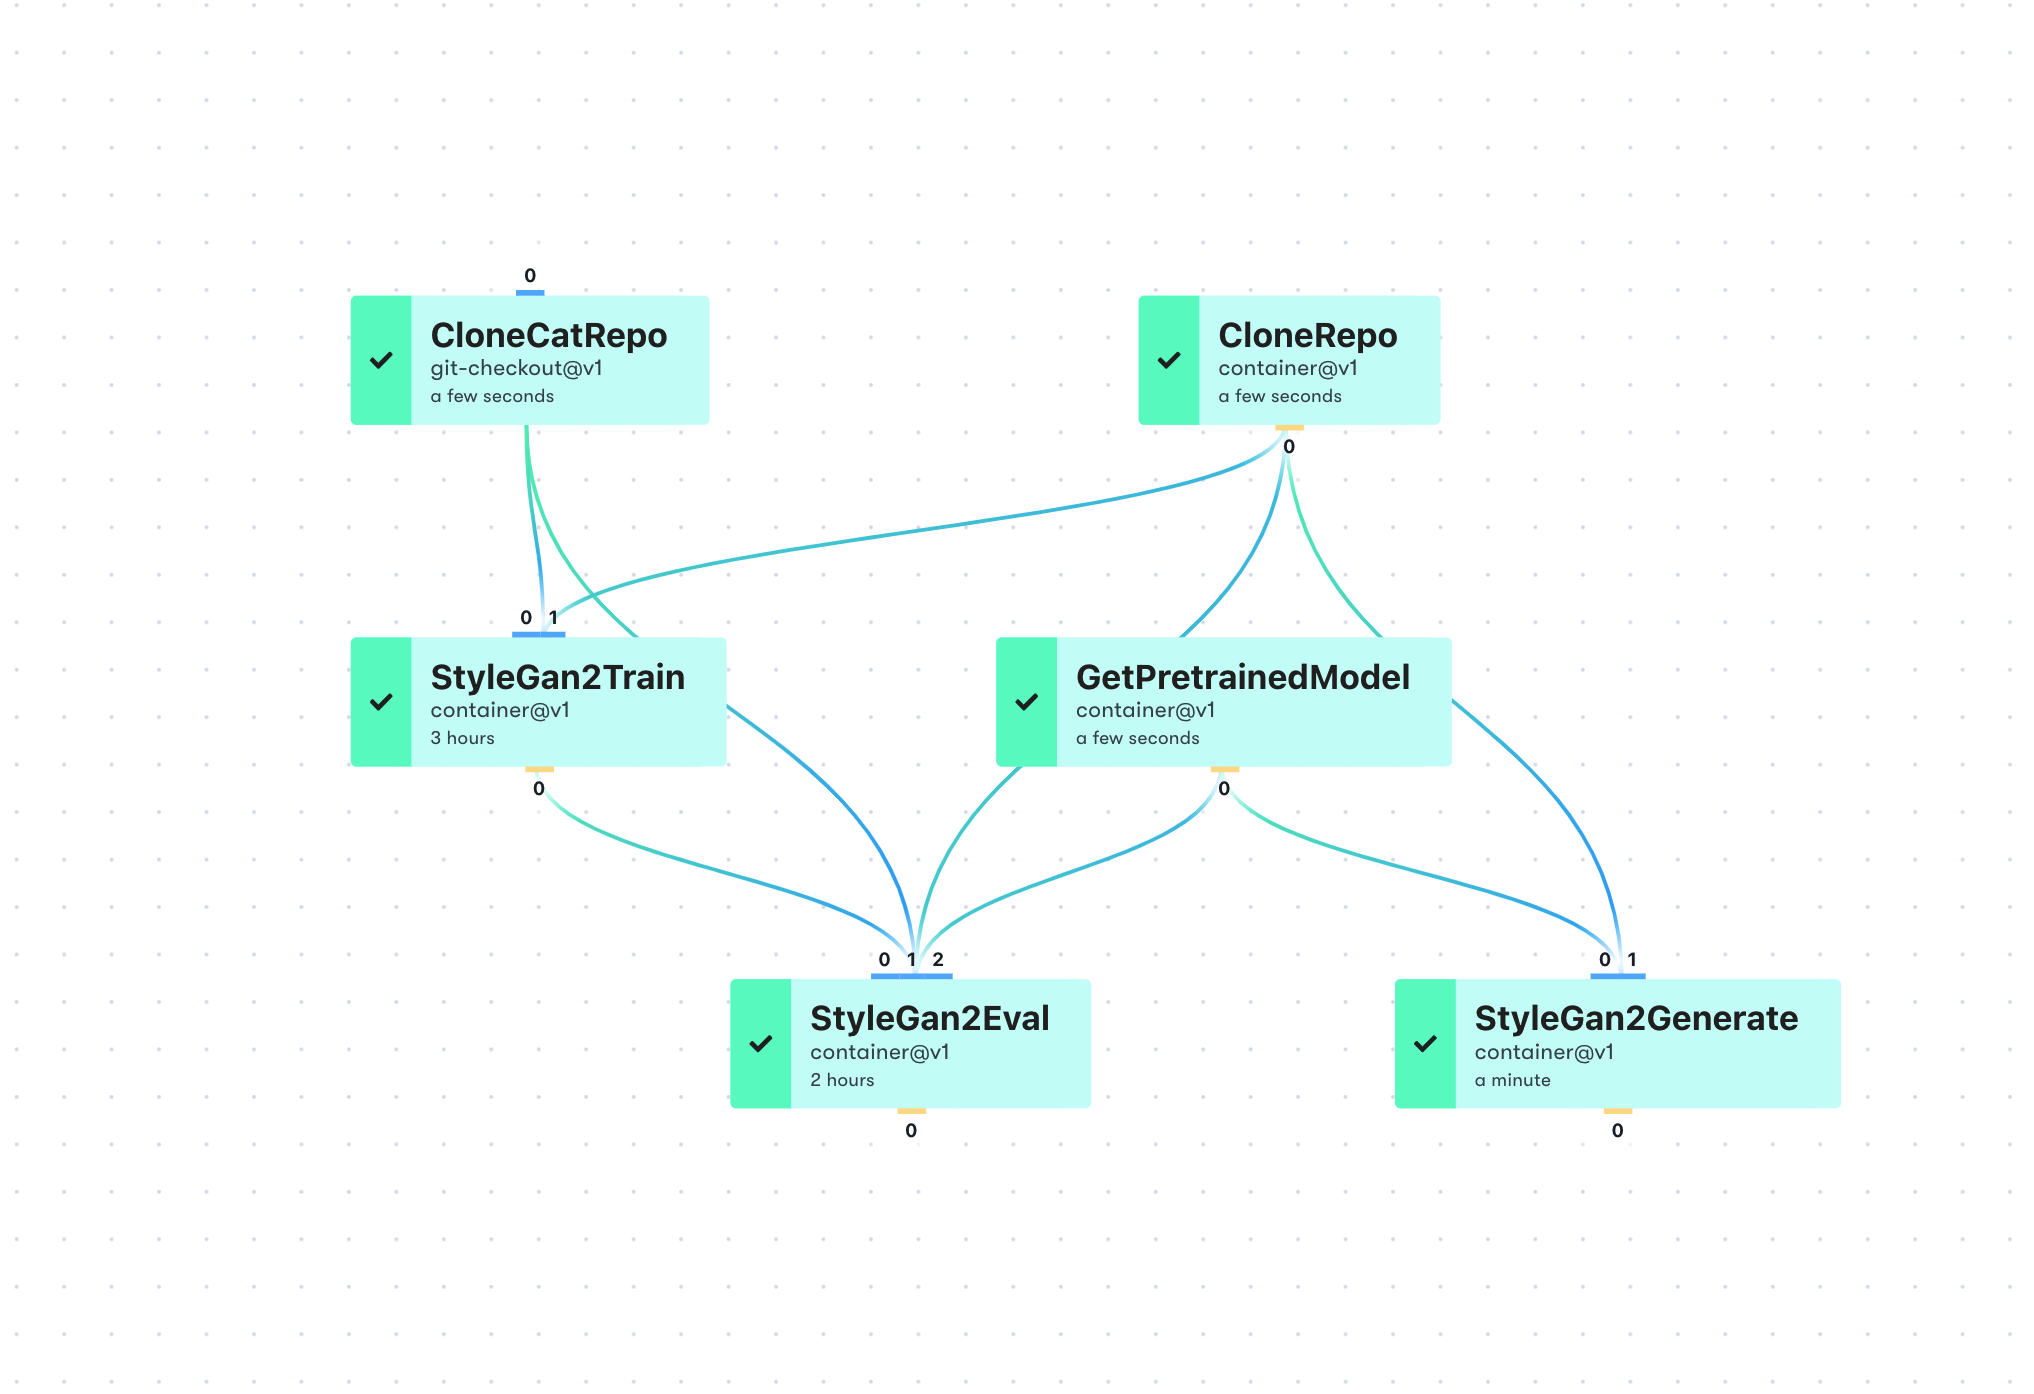 0
CloneCatRepo
git-checkout@v1
a few seconds
CloneRepo
container@v1
a few seconds
0
0 1
StyleGan2Train
container@v1
3 hours
0
GetPretrainedModel
container@v1
a few seconds
0
0 1 2
StyleGan2Eval
container@v1
2 hours
0
0 1
StyleGan2Generate
container@v1
a minute
0